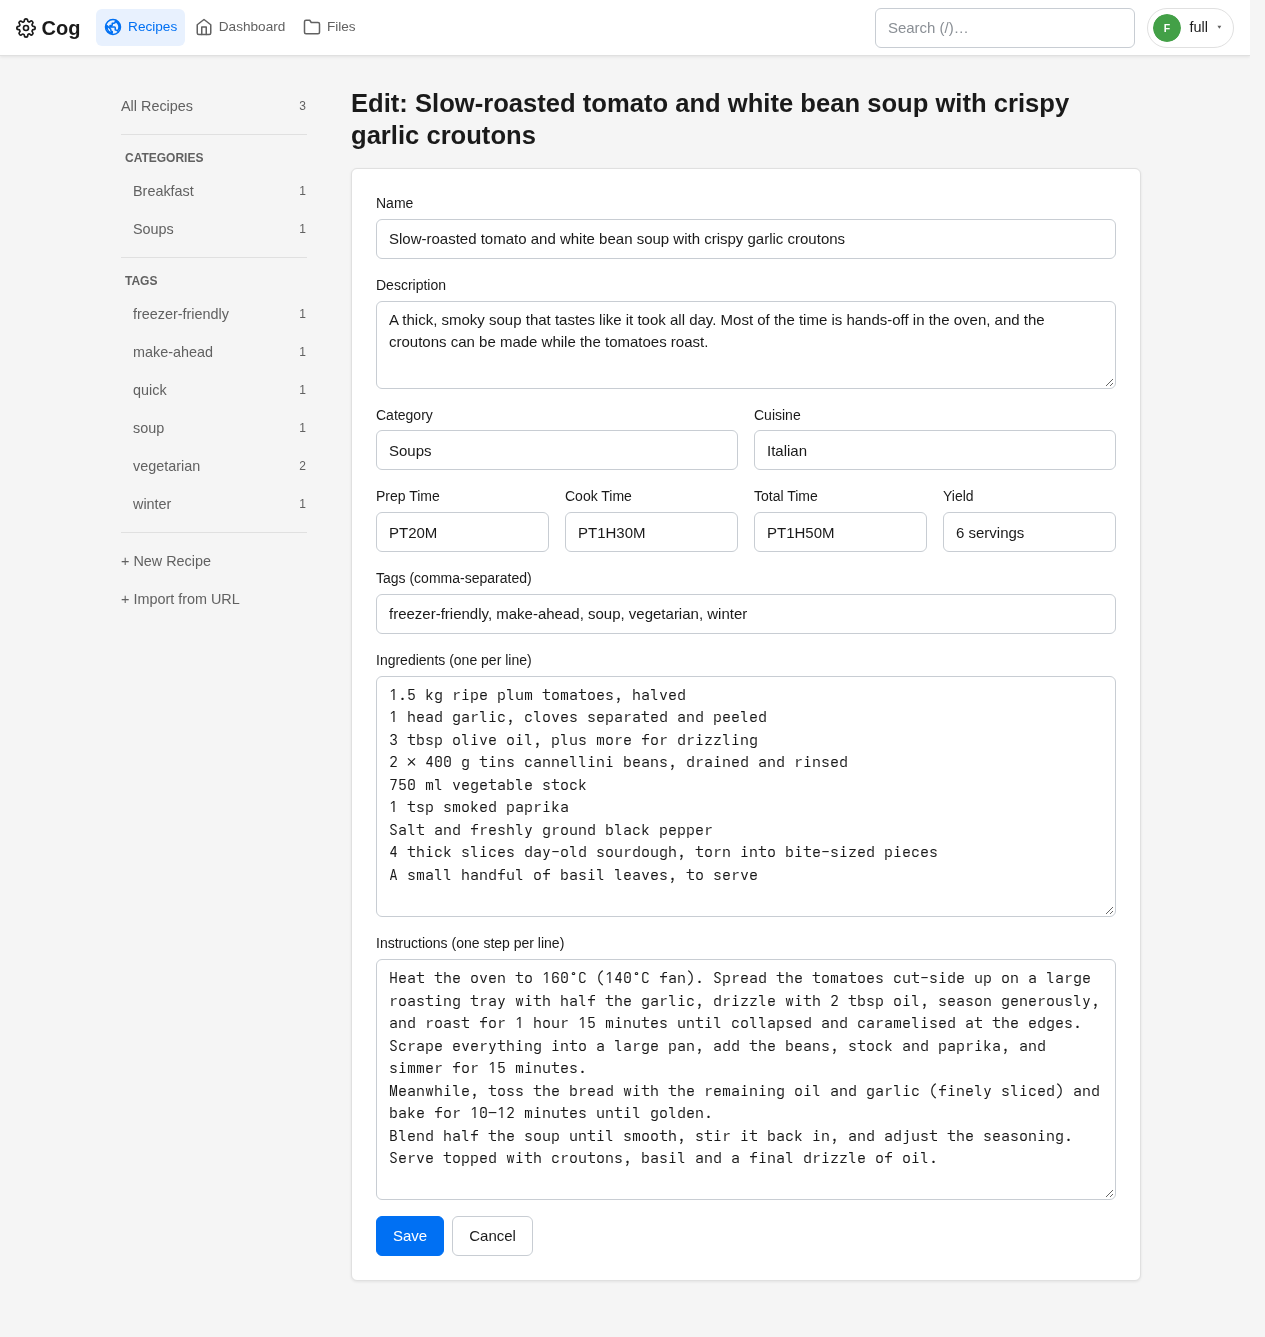 Cog
Recipes
Dashboard
Files
Search (/)…
F
full
All Recipes 3
CATEGORIES
Breakfast 1
Soups 1
TAGS
freezer-friendly 1
make-ahead 1
quick 1
soup 1
vegetarian 2
winter 1
+ New Recipe
+ Import from URL
Edit: Slow-roasted tomato and white bean soup with crispy
garlic croutons
Name
Slow-roasted tomato and white bean soup with crispy garlic croutons
Description
A thick, smoky soup that tastes like it took all day. Most of the time is hands-off in the oven, and the
croutons can be made while the tomatoes roast.
Category
Soups
Cuisine
Italian
Prep Time
PT20M
Cook Time
PT1H30M
Total Time
PT1H50M
Yield
6 servings
Tags (comma-separated)
freezer-friendly, make-ahead, soup, vegetarian, winter
Ingredients (one per line)
1.5 kg ripe plum tomatoes, halved
1 head garlic, cloves separated and peeled
3 tbsp olive oil, plus more for drizzling
2 × 400 g tins cannellini beans, drained and rinsed
750 ml vegetable stock
1 tsp smoked paprika
Salt and freshly ground black pepper
4 thick slices day-old sourdough, torn into bite-sized pieces
A small handful of basil leaves, to serve
Instructions (one step per line)
Heat the oven to 160°C (140°C fan). Spread the tomatoes cut-side up on a large
roasting tray with half the garlic, drizzle with 2 tbsp oil, season generously,
and roast for 1 hour 15 minutes until collapsed and caramelised at the edges.
Scrape everything into a large pan, add the beans, stock and paprika, and
simmer for 15 minutes.
Meanwhile, toss the bread with the remaining oil and garlic (finely sliced) and
bake for 10–12 minutes until golden.
Blend half the soup until smooth, stir it back in, and adjust the seasoning.
Serve topped with croutons, basil and a final drizzle of oil.
Save
Cancel